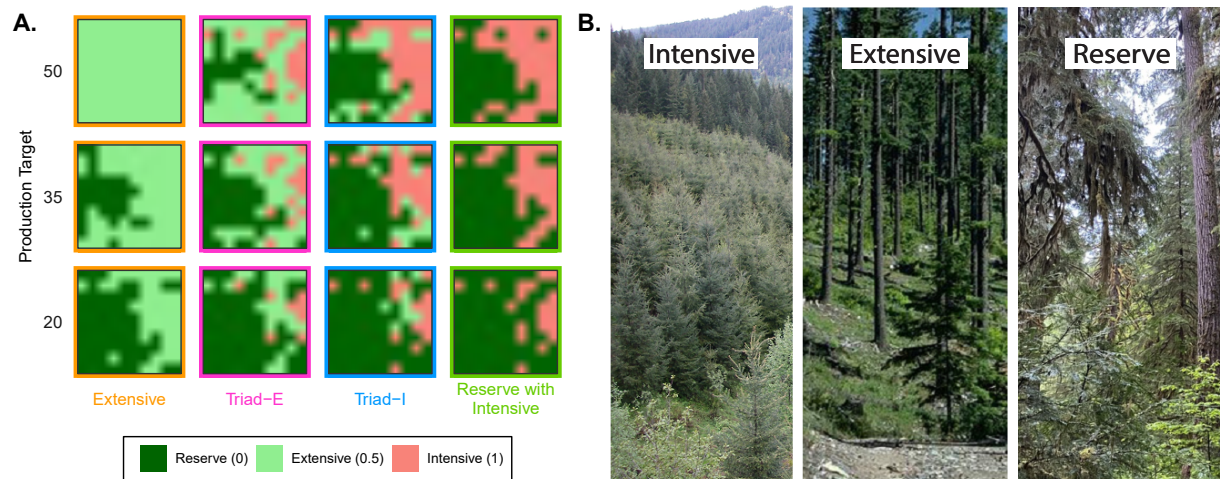 A.
50
35
20
Production Target
Extensive
Triad−E
Triad−I
Reserve with
Intensive
Reserve (0)
Extensive (0.5)
Intensive (1)
B.
Intensive
Extensive
Reserve